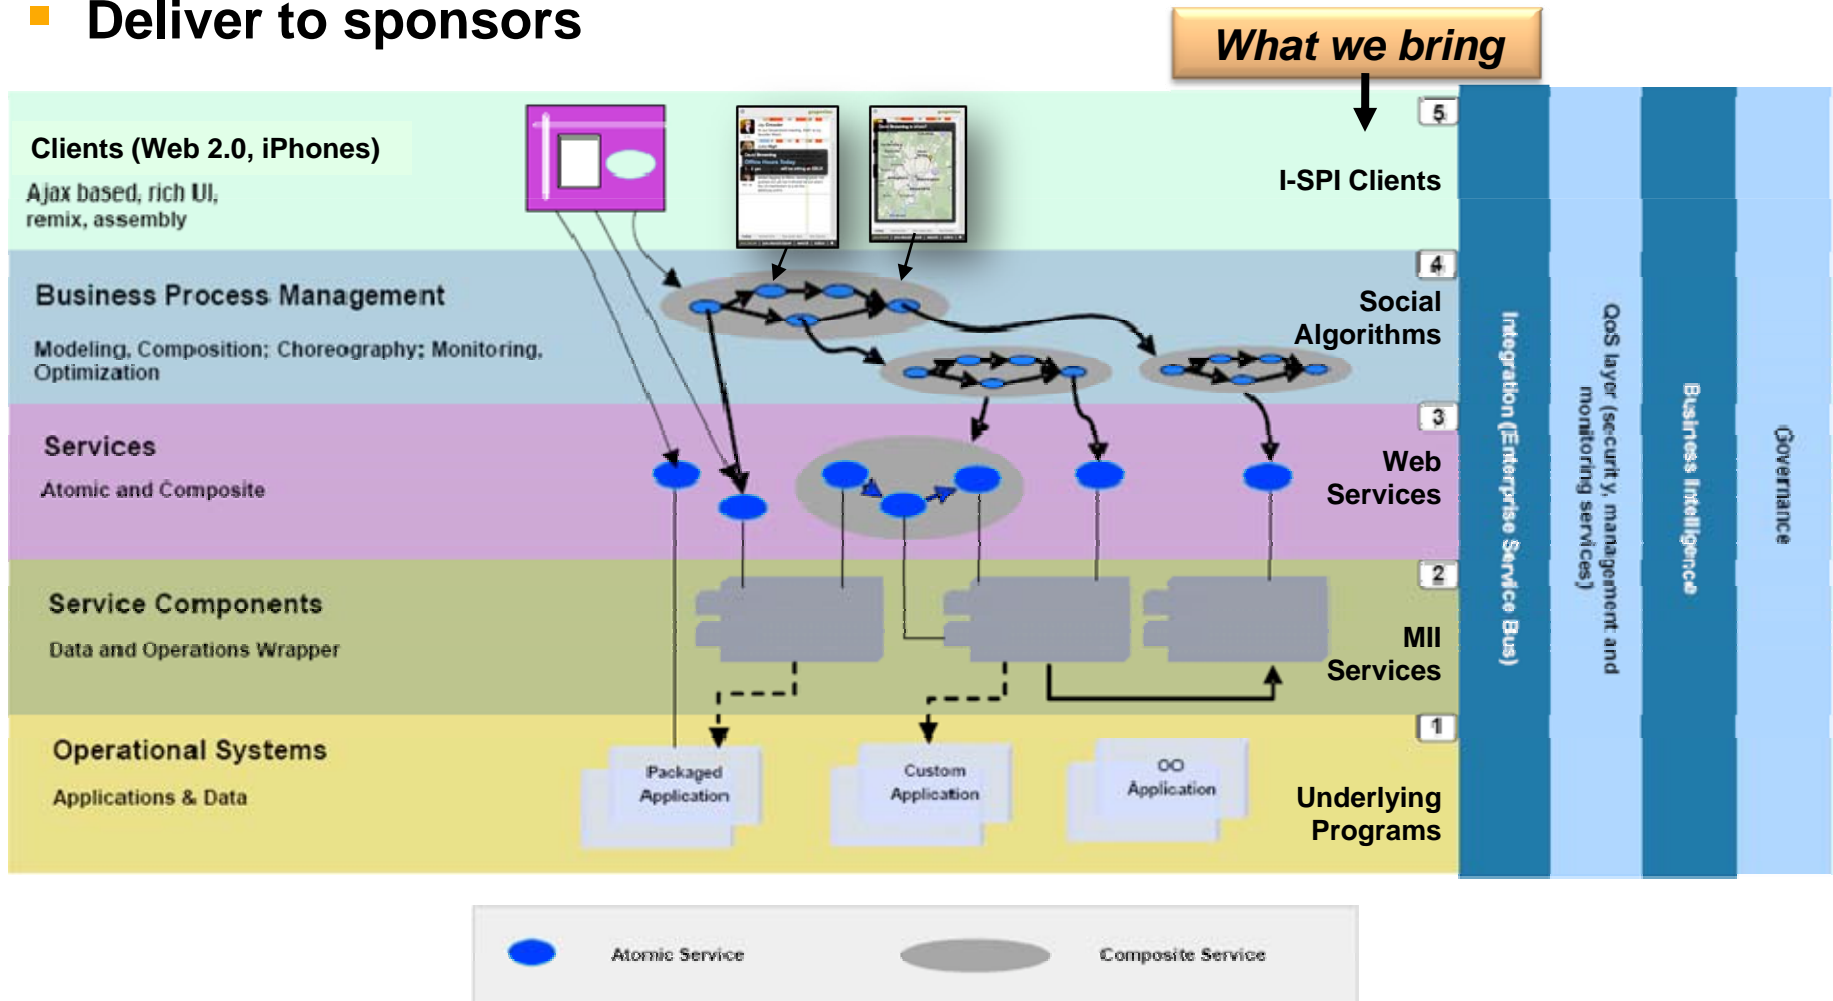 Deliver to sponsors
What we bring
5
Clients (Web 2.0, iPhones)
Ajax based, rich UI,
remix, assembly
I-SPI Clients
4
Business Process Management
Modeling, Composition; Choreography; Monitoring,
Optimization
Social
Algorithms
3
Services
Atomic and Composite
Web
Services
2
Service Components
Data and Operations Wrapper
MII
Services
1
Operational Systems
Applications & Data
Packaged
Application
Custom
Application
OO
Application
Underlying
Programs
Integration (Enterprise Service Bus)
QoS layer (security, management and
monitoring services)
Business Intelligence
Governance
Atomic Service
Composite Service